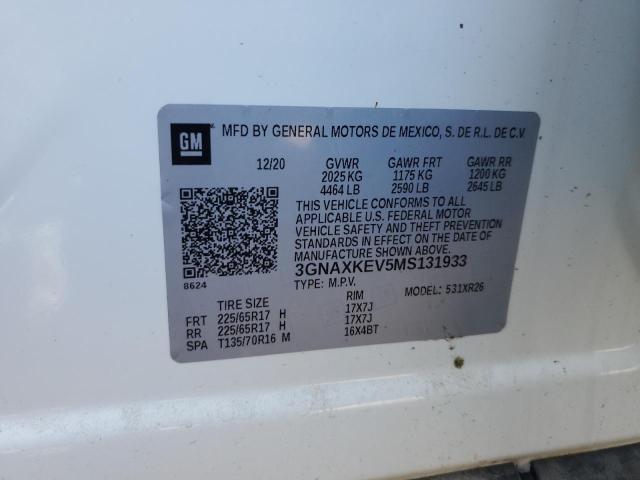 GM
MFD BY GENERAL MOTORS DE MEXICO, S. DE R.L. DE C.V.
12/20 GVWR GAWR FRT GAWR RR
2025 KG 1175 KG 1200 KG
4464 LB 2590 LB 2645 LB
THIS VEHICLE CONFORMS TO ALL
APPLICABLE U.S. FEDERAL MOTOR
VEHICLE SAFETY AND THEFT PREVENTION
STANDARDS IN EFFECT ON THE DATE OF
MANUFACTURE SHOWN ABOVE.
3GNAXKEV5MS131933
8624
TYPE: M.P.V. MODEL: 531XR26
TIRE SIZE RIM
FRT 225/65R17 H 17X7J
RR 225/65R17 H 17X7J
SPA T135/70R16 M 16X4BT